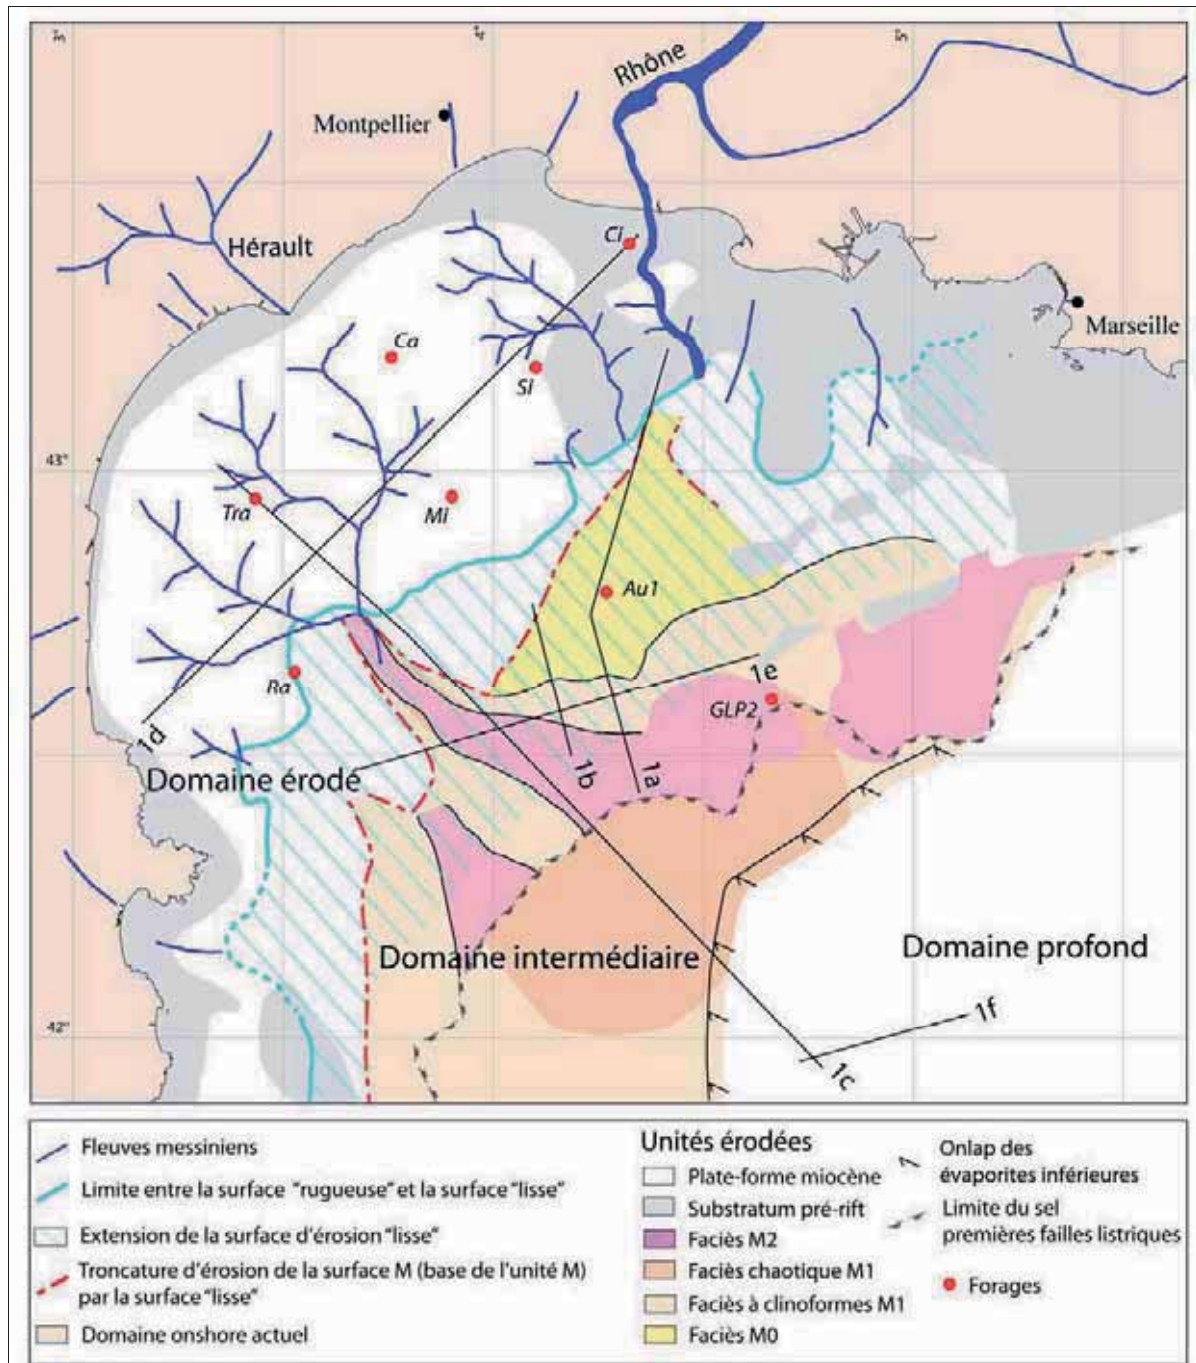 3°
4°
5°
Rhône
Montpellier
Hérault
Ci
Marseille
Ca
Sl
43°
Tra
Mi
Au1
Ra
1e
GLP2
1d
Domaine érodé
1b
1a
Domaine intermédiaire
Domaine profond
1f
42°
1c
Fleuves messiniens
Limite entre la surface "rugueuse" et la surface "lisse"
Extension de la surface d'érosion "lisse"
Troncature d'érosion de la surface M (base de l'unité M)
par la surface "lisse"
Domaine onshore actuel
Unités érodées
Plate-forme miocène
Substratum pré-rift
Faciès M2
Faciès chaotique M1
Faciès à clinoformes M1
Faciès M0
Onlap des
évaporites inférieures
Limite du sel
premières failles listriques
Forages